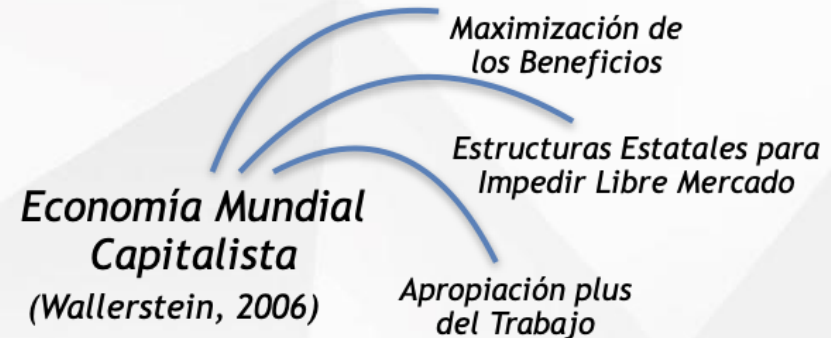 Maximización de
los Beneficios
Estructuras Estatales para
Impedir Libre Mercado
Economía Mundial
Capitalista
(Wallerstein, 2006)
Apropiación plus
del Trabajo